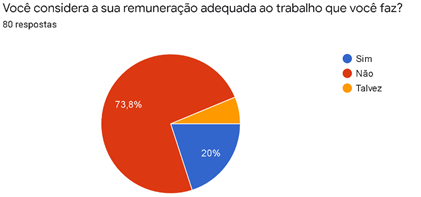 Você considera a sua remuneração adequada ao trabalho que você faz?
80 respostas
Sim
Não
Talvez
73,8%
20%